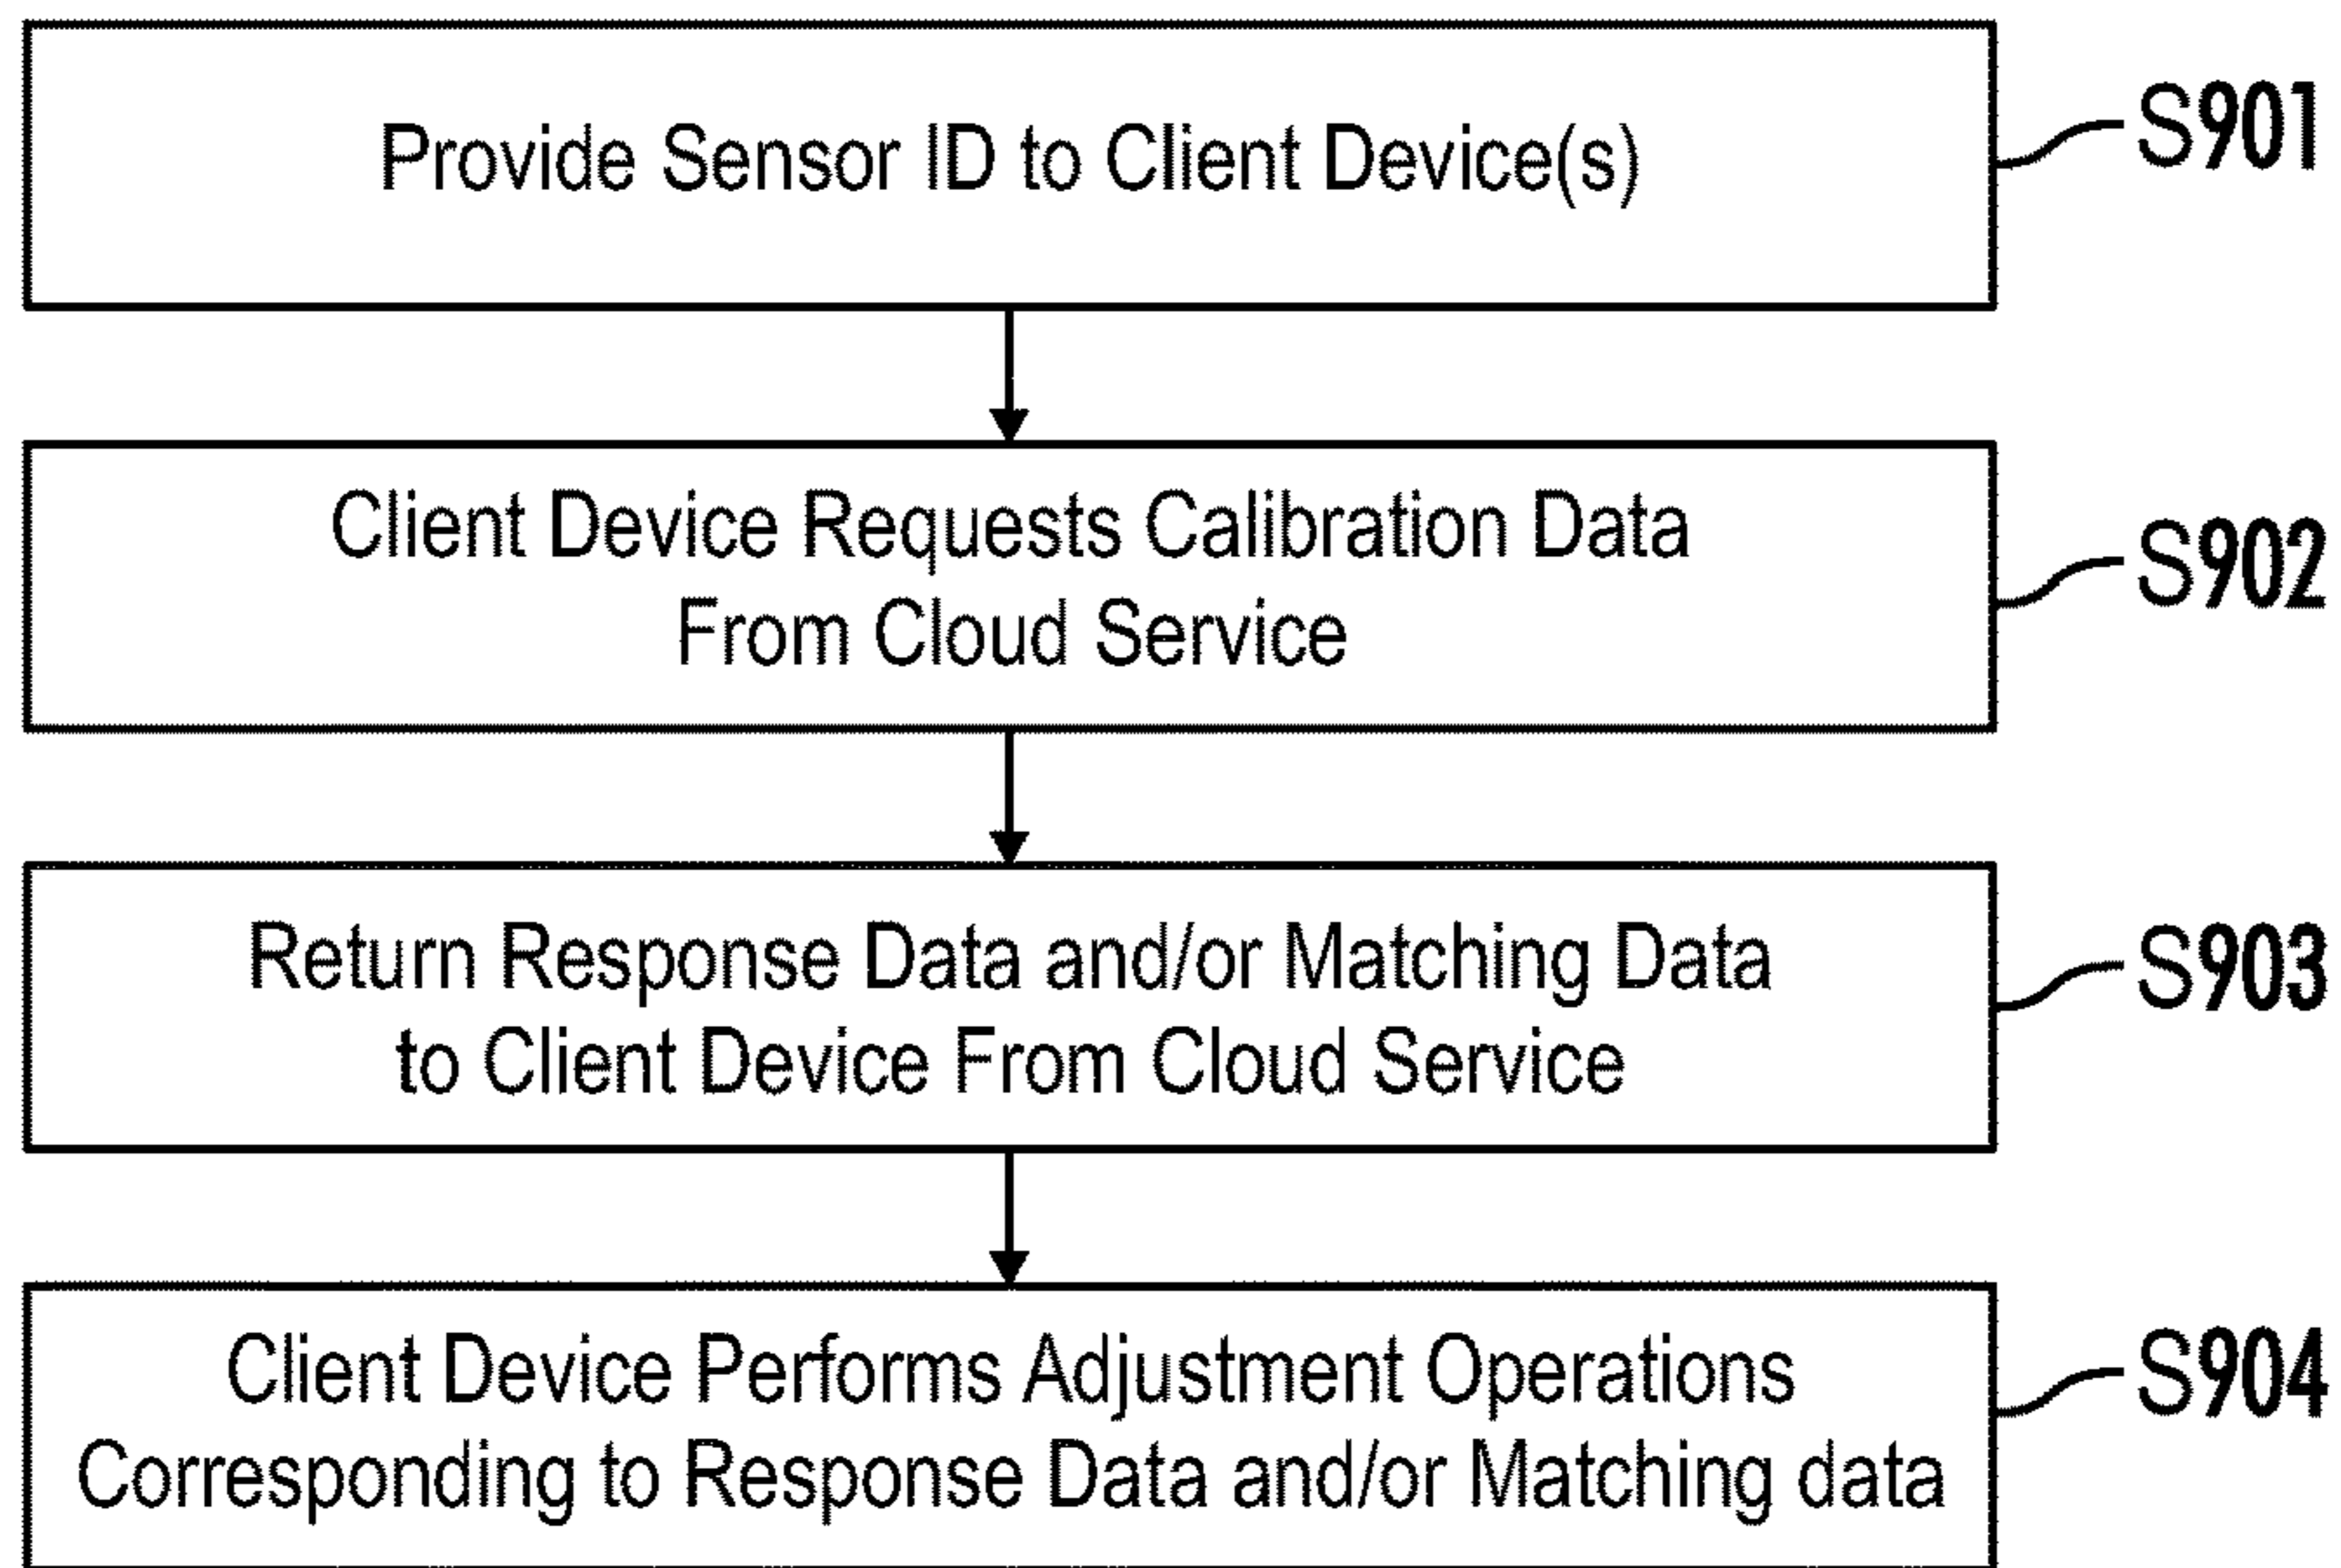 Provide Sensor ID to Client Device(s)
S901
Client Device Requests Calibration Data
From Cloud Service
S902
Return Response Data and/or Matching Data
to Client Device From Cloud Service
S903
Client Device Performs Adjustment Operations
Corresponding to Response Data and/or Matching data
S904